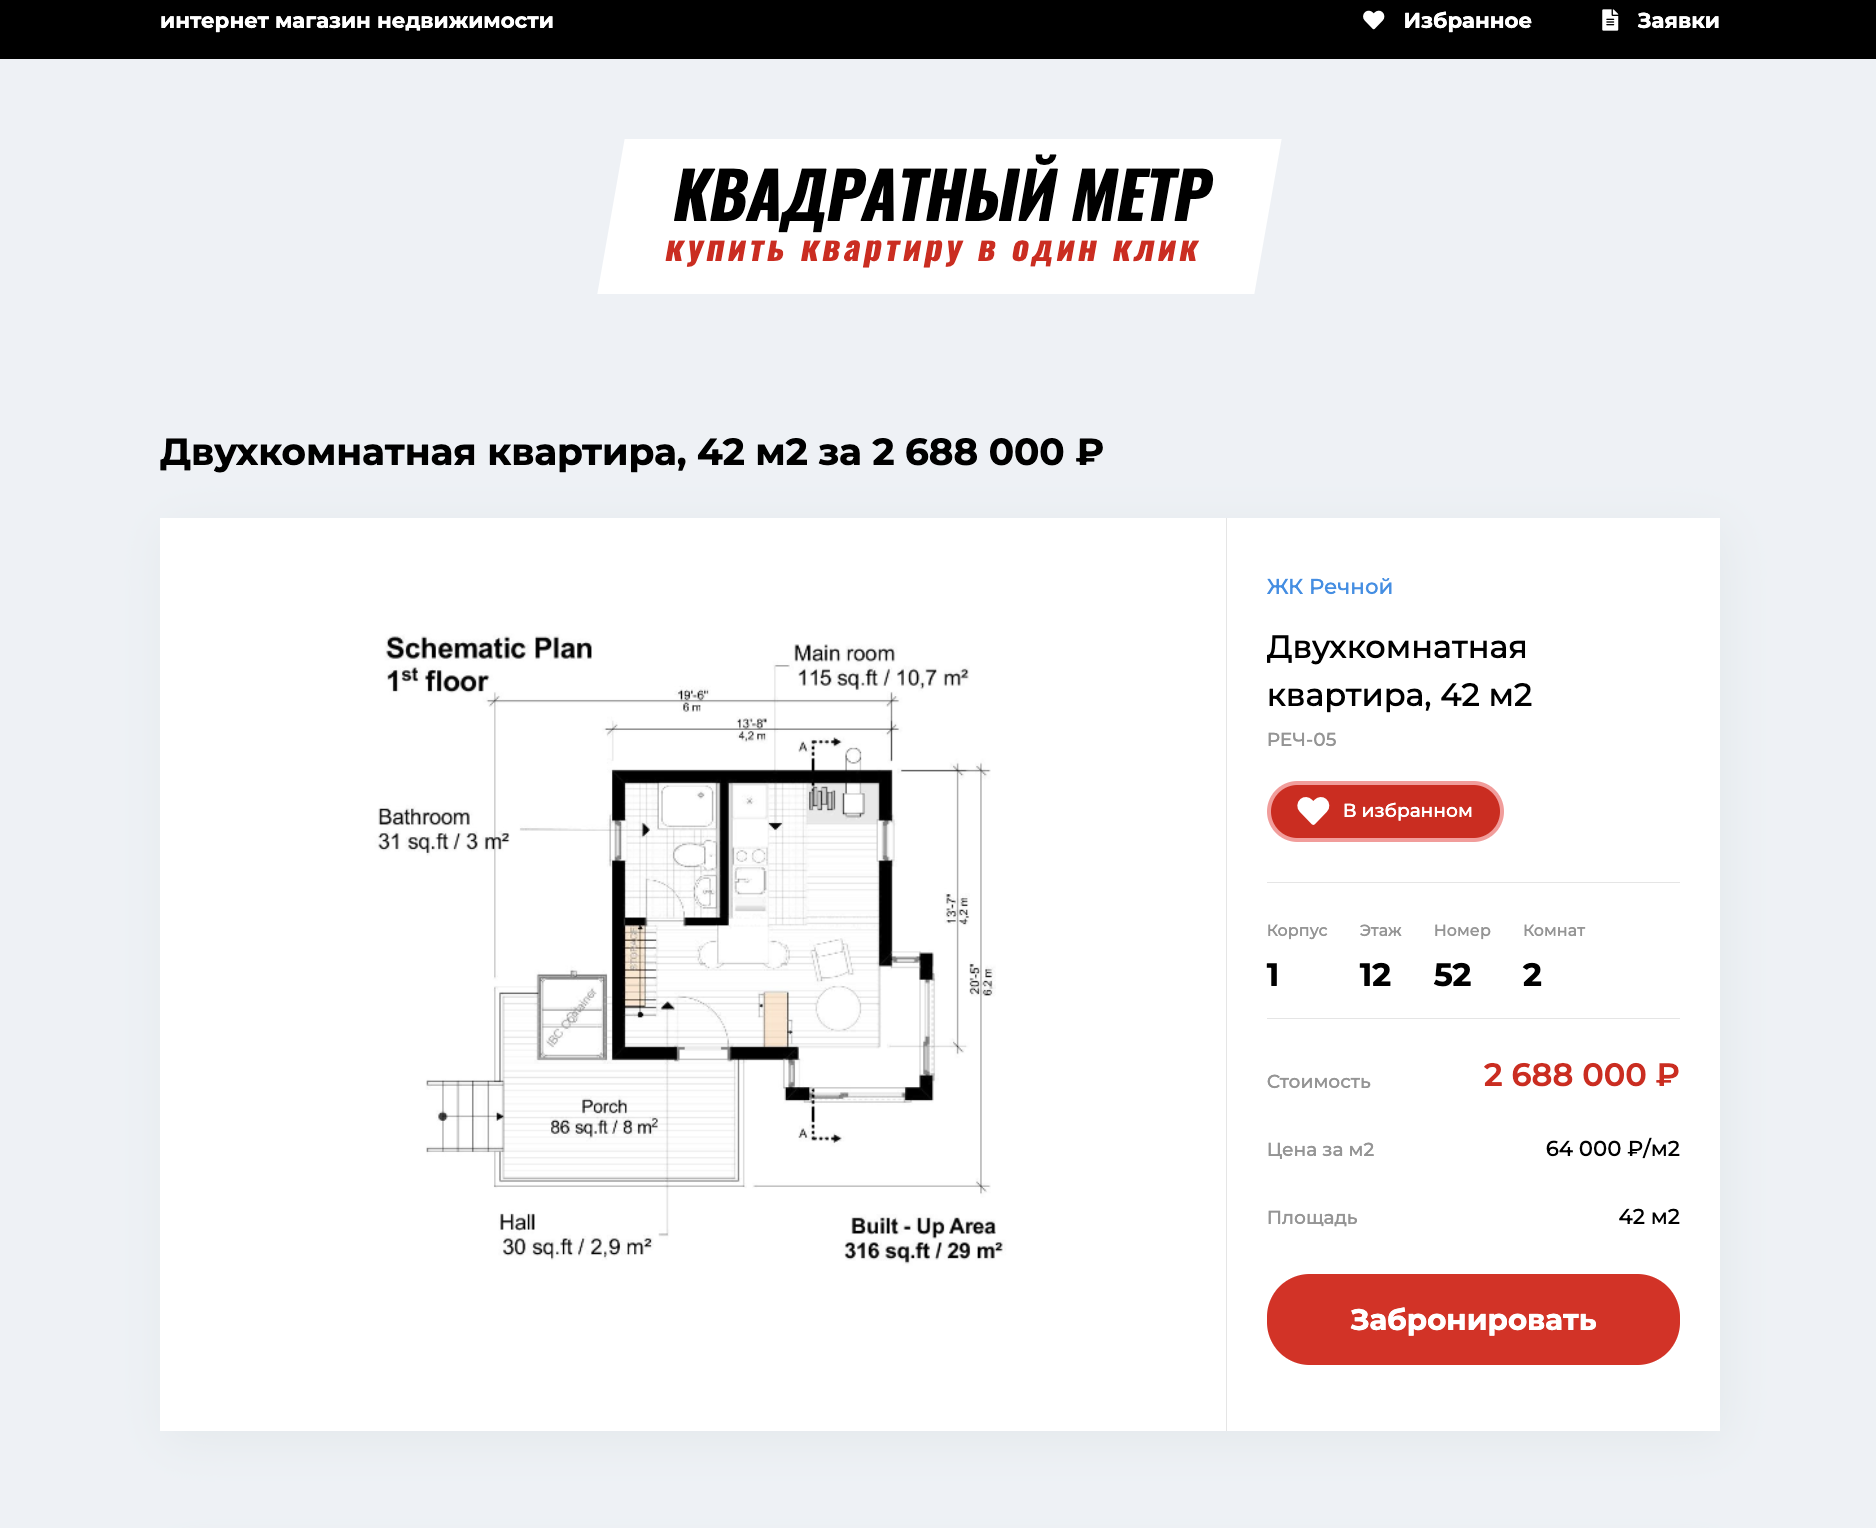 интернет магазин недвижимости
Избранное
Заявки
КВАДРАТНЫЙ МЕТР
купить квартиру в один клик
Двухкомнатная квартира, 42 м2 за 2 688 000 ₽
Schematic Plan
1st floor
Main room
115 sq.ft / 10,7 m²
19'-6"
6 m
13'-8"
4,2 m
A
Bathroom
31 sq.ft / 3 m²
13'-7"
4,2 m
20'-5"
6.2 m
IBC Container
Porch
86 sq.ft / 8 m²
A
Hall
30 sq.ft / 2,9 m²
Built - Up Area
316 sq.ft / 29 m²
ЖК Речной
Двухкомнатная
квартира, 42 м2
РЕЧ-05
В избранном
Корпус Этаж Номер Комнат
1 12 52 2
Стоимость 2 688 000 ₽
Цена за м2 64 000 ₽/м2
Площадь 42 м2
Забронировать